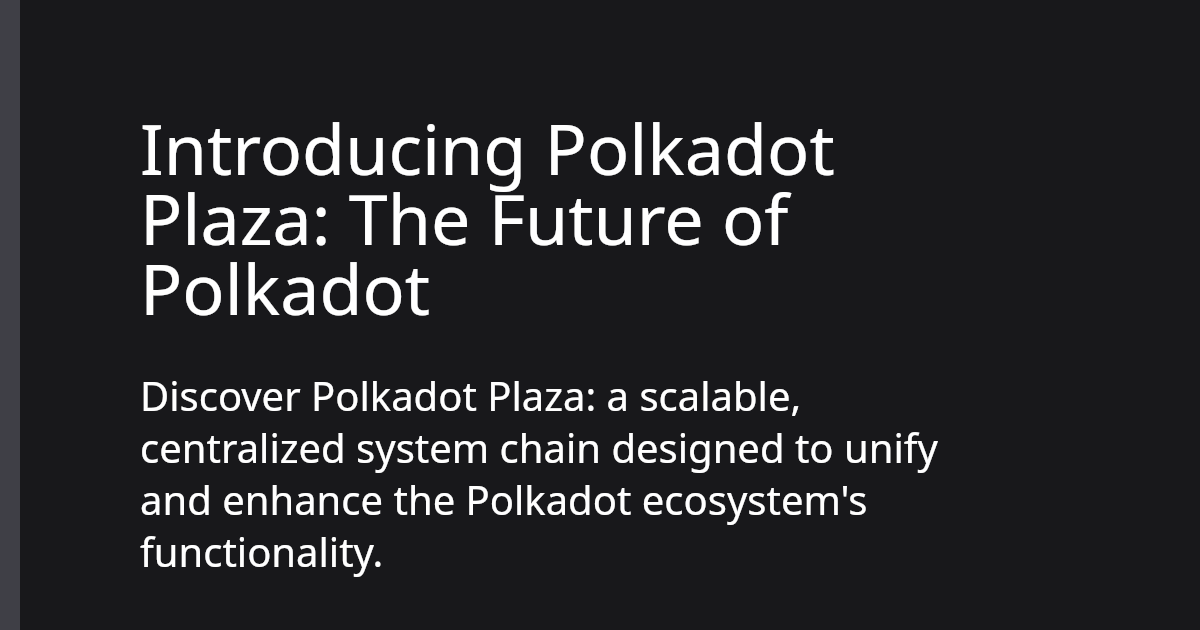 Introducing Polkadot
Plaza: The Future of
Polkadot
Discover Polkadot Plaza: a scalable,
centralized system chain designed to unify
and enhance the Polkadot ecosystem's
functionality.